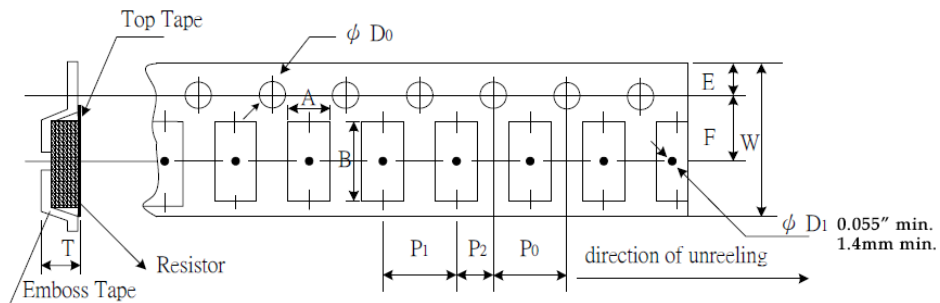 Top Tape
ϕ D0
A
E
F
W
B
ϕ D1 0.055″ min.
1.4mm min.
T
P1
P2
P0
direction of unreeling
Resistor
Emboss Tape